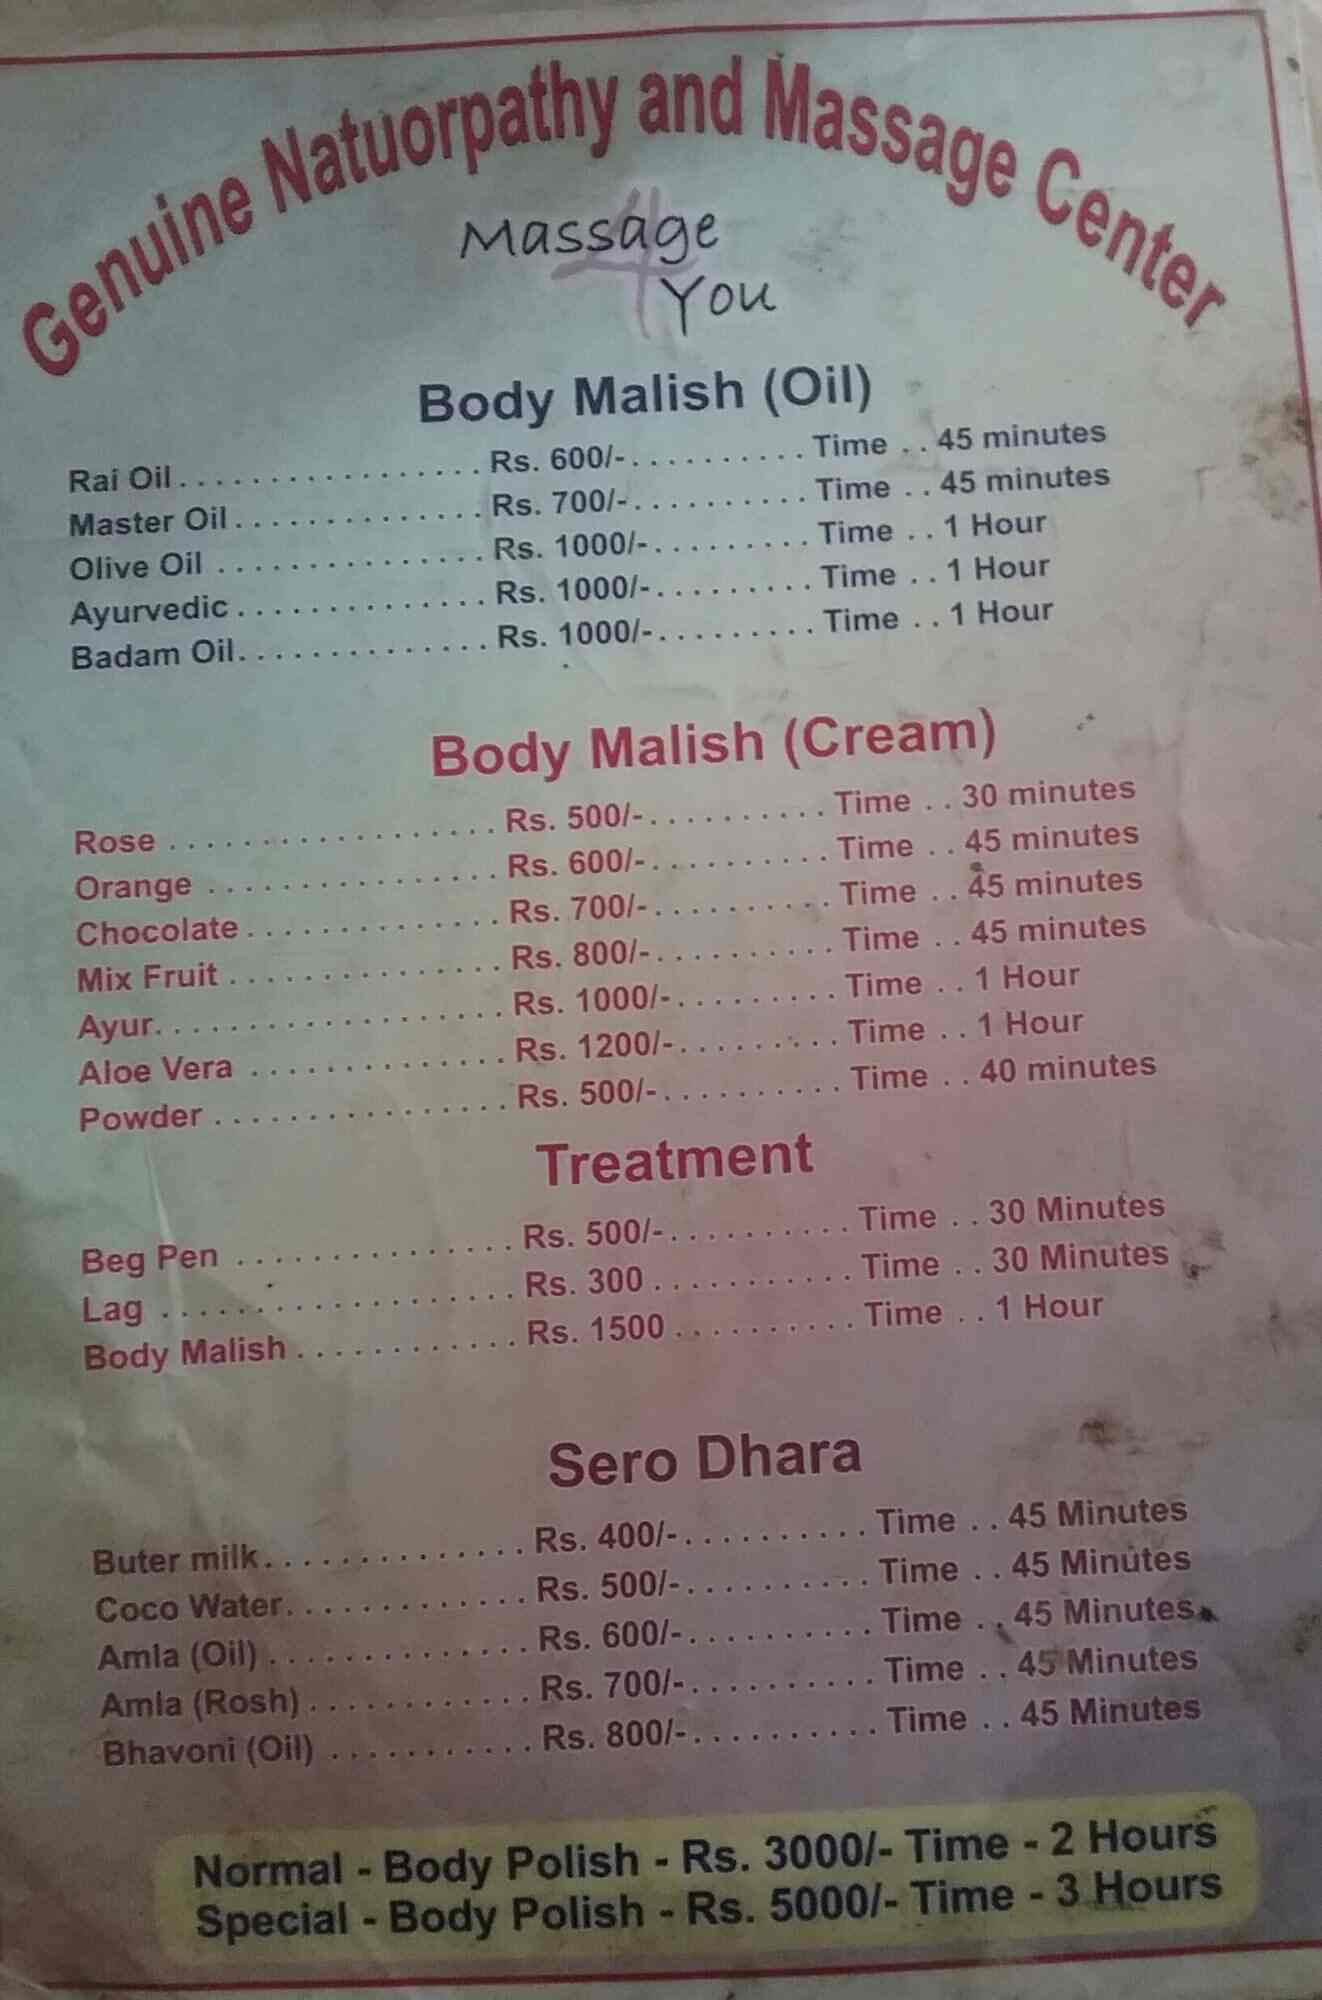 Genuine Natuorpathy and Massage Center
Massage
4
You
Body Malish (Oil)
Rai Oil . . . . . . . . . . . . . . . . . Rs. 600/- . . . . . . . . . . Time . . 45 minutes
Master Oil . . . . . . . . . . . . . . Rs. 700/- . . . . . . . . . . Time . . 45 minutes
Olive Oil . . . . . . . . . . . . . . . Rs. 1000/- . . . . . . . . . Time . . 1 Hour
Ayurvedic . . . . . . . . . . . . . . Rs. 1000/- . . . . . . . . . Time . . 1 Hour
Badam Oil. . . . . . . . . . . . . . Rs. 1000/- . . . . . . . . . Time . . 1 Hour
Body Malish (Cream)
Rose . . . . . . . . . . . . . . . . . . Rs. 500/- . . . . . . . . . . Time . . 30 minutes
Orange . . . . . . . . . . . . . . . . Rs. 600/- . . . . . . . . . . Time . . 45 minutes
Chocolate . . . . . . . . . . . . . . Rs. 700/- . . . . . . . . . . Time . . 45 minutes
Mix Fruit . . . . . . . . . . . . . . . Rs. 800/- . . . . . . . . . . Time . . 45 minutes
Ayur. . . . . . . . . . . . . . . . . . . Rs. 1000/- . . . . . . . . . Time . . 1 Hour
Aloe Vera . . . . . . . . . . . . . . Rs. 1200/- . . . . . . . . . Time . . 1 Hour
Powder . . . . . . . . . . . . . . . . Rs. 500/- . . . . . . . . . . Time . . 40 minutes
Treatment
Beg Pen . . . . . . . . . . . . . . . Rs. 500/- . . . . . . . . . . Time . . 30 Minutes
Lag . . . . . . . . . . . . . . . . . . . Rs. 300 . . . . . . . . . . . Time . . 30 Minutes
Body Malish . . . . . . . . . . . . Rs. 1500 . . . . . . . . . . Time . . 1 Hour
Sero Dhara
Buter milk. . . . . . . . . . . . . . . Rs. 400/- . . . . . . . . . . Time . . 45 Minutes
Coco Water. . . . . . . . . . . . . Rs. 500/- . . . . . . . . . . Time . . 45 Minutes
Amla (Oil) . . . . . . . . . . . . . . Rs. 600/- . . . . . . . . . . Time . . 45 Minutes
Amla (Rosh) . . . . . . . . . . . . Rs. 700/- . . . . . . . . . . Time . . 45 Minutes
Bhavoni (Oil) . . . . . . . . . . . Rs. 800/- . . . . . . . . . . Time . . 45 Minutes
Normal - Body Polish - Rs. 3000/- Time - 2 Hours
Special - Body Polish - Rs. 5000/- Time - 3 Hours